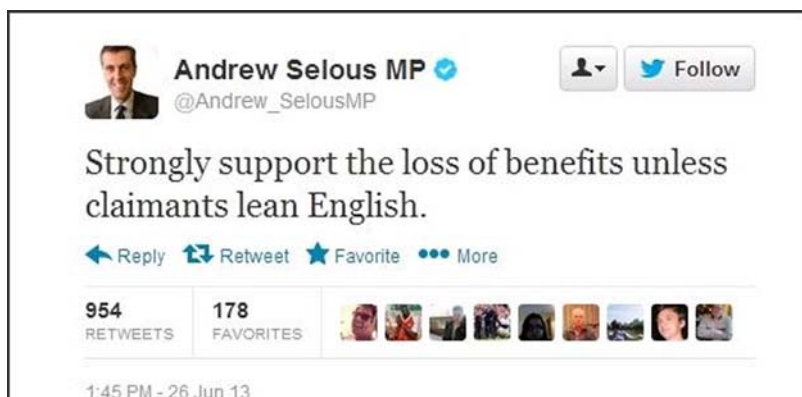 Andrew Selous MP
@Andrew_SelousMP
Follow
Strongly support the loss of benefits unless
claimants lean English.
Reply Retweet Favorite More
954 178
RETWEETS FAVORITES
1:45 PM - 26 Jun 13